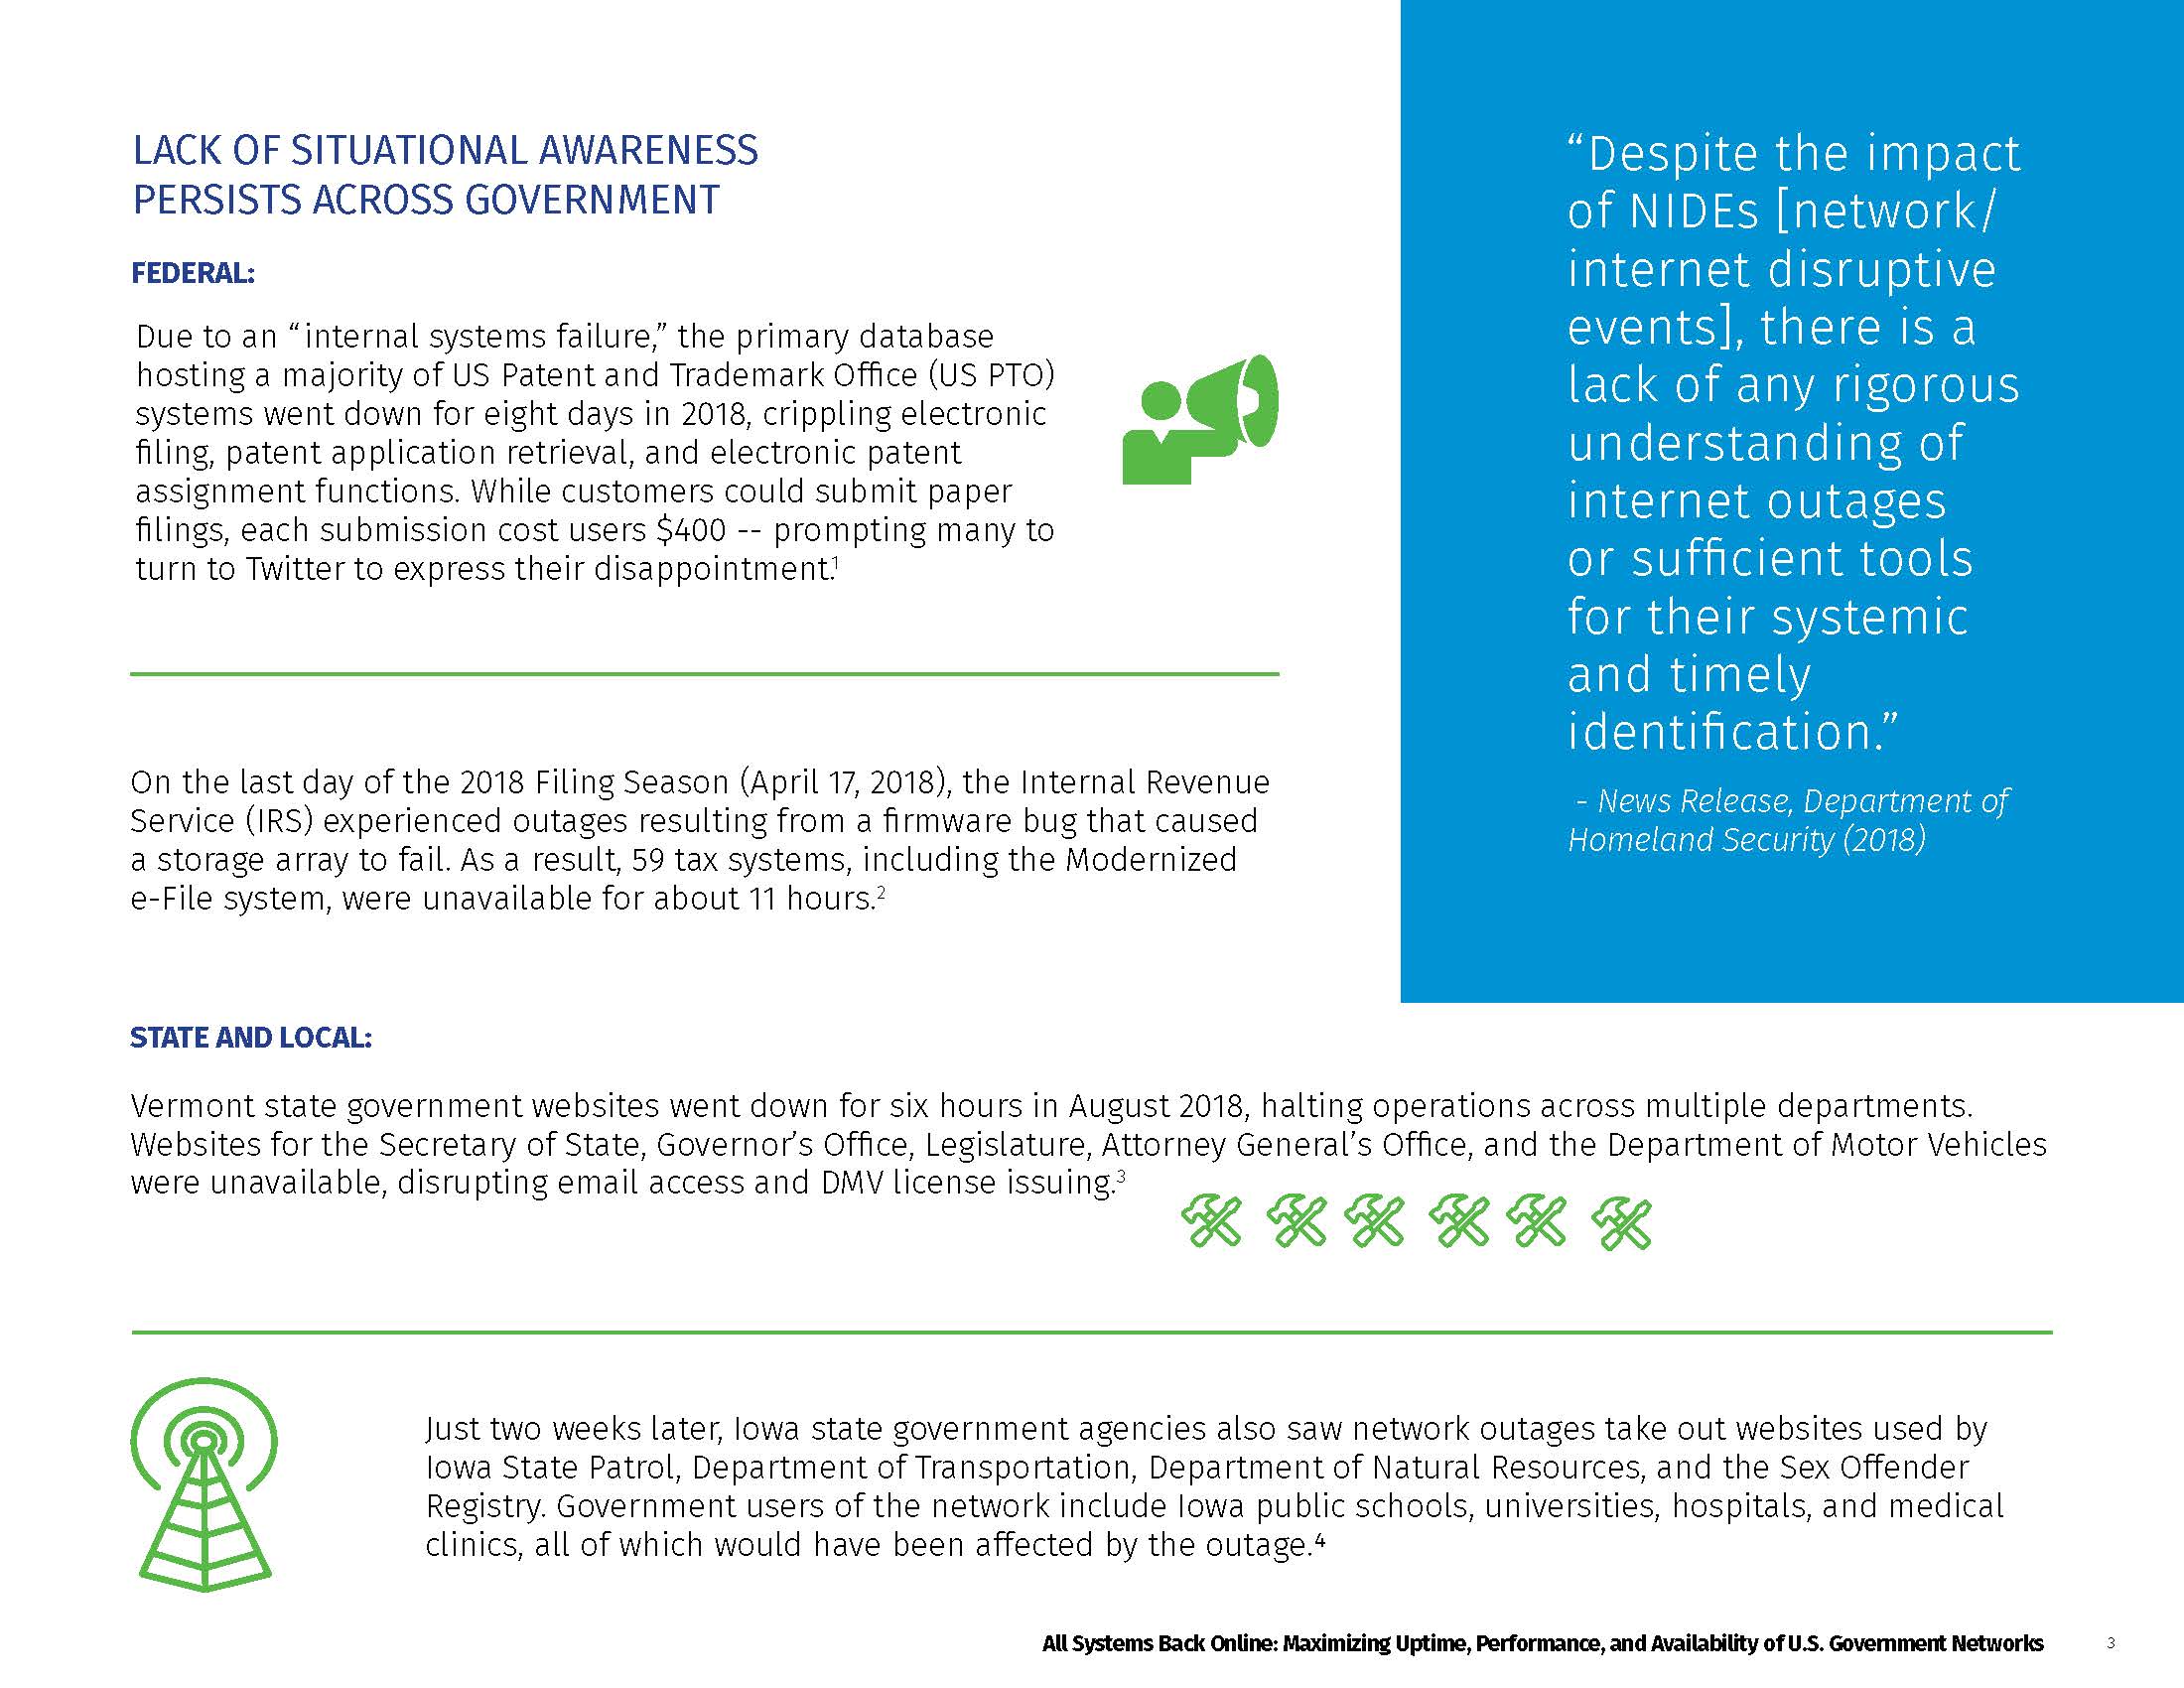 LACK OF SITUATIONAL AWARENESS
PERSISTS ACROSS GOVERNMENT
FEDERAL:
Due to an “internal systems failure,” the primary database
hosting a majority of US Patent and Trademark Office (US PTO)
systems went down for eight days in 2018, crippling electronic
filing, patent application retrieval, and electronic patent
assignment functions. While customers could submit paper
filings, each submission cost users $400 -- prompting many to
turn to Twitter to express their disappointment.¹
On the last day of the 2018 Filing Season (April 17, 2018), the Internal Revenue
Service (IRS) experienced outages resulting from a firmware bug that caused
a storage array to fail. As a result, 59 tax systems, including the Modernized
e-File system, were unavailable for about 11 hours.²
“Despite the impact
of NIDEs [network/
internet disruptive
events], there is a
lack of any rigorous
understanding of
internet outages
or sufficient tools
for their systemic
and timely
identification.”
- News Release, Department of
Homeland Security (2018)
STATE AND LOCAL:
Vermont state government websites went down for six hours in August 2018, halting operations across multiple departments.
Websites for the Secretary of State, Governor’s Office, Legislature, Attorney General’s Office, and the Department of Motor Vehicles
were unavailable, disrupting email access and DMV license issuing.³
Just two weeks later, Iowa state government agencies also saw network outages take out websites used by
Iowa State Patrol, Department of Transportation, Department of Natural Resources, and the Sex Offender
Registry. Government users of the network include Iowa public schools, universities, hospitals, and medical
clinics, all of which would have been affected by the outage.⁴
All Systems Back Online: Maximizing Uptime, Performance, and Availability of U.S. Government Networks 3